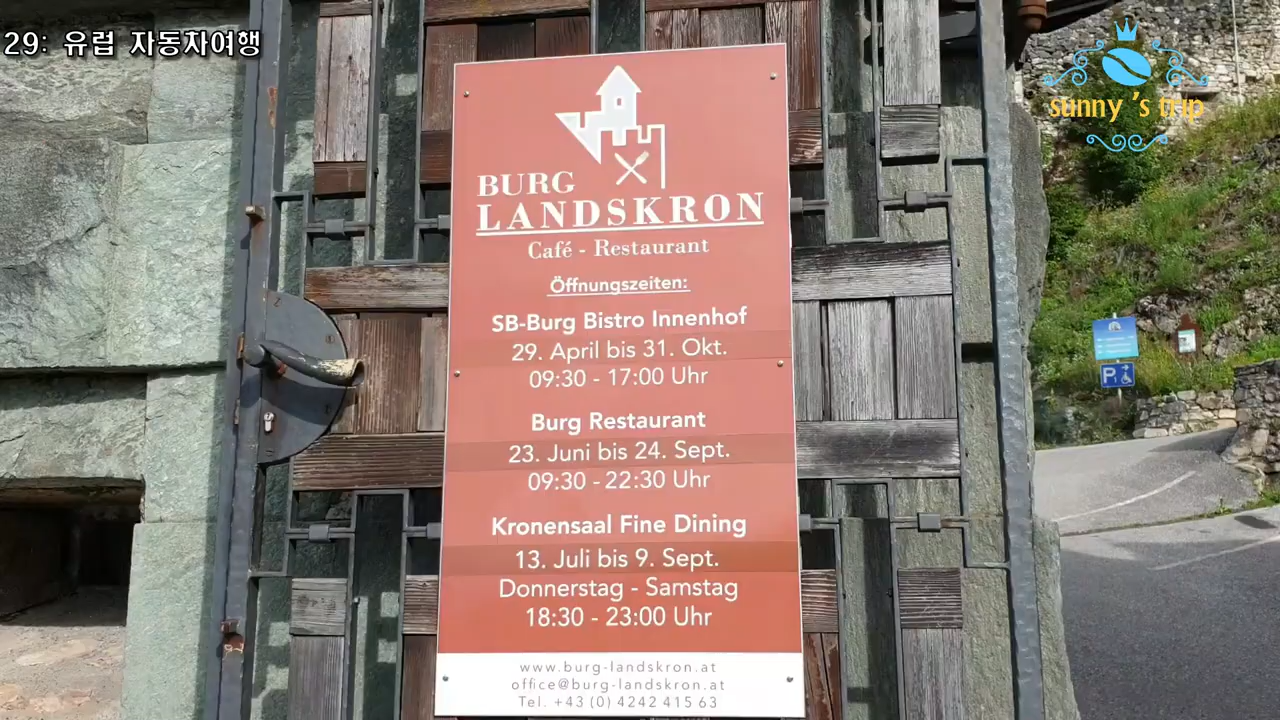 29: 유럽 자동차여행
sunny 's trip
BURG
LANDSKRON
Café - Restaurant
Öffnungszeiten:
SB-Burg Bistro Innenhof
29. April bis 31. Okt.
09:30 - 17:00 Uhr
Burg Restaurant
23. Juni bis 24. Sept.
09:30 - 22:30 Uhr
Kronensaal Fine Dining
13. Juli bis 9. Sept.
Donnerstag - Samstag
18:30 - 23:00 Uhr
www.burg-landskron.at
office@burg-landskron.at
Tel. +43 (0) 4242 415 63
P